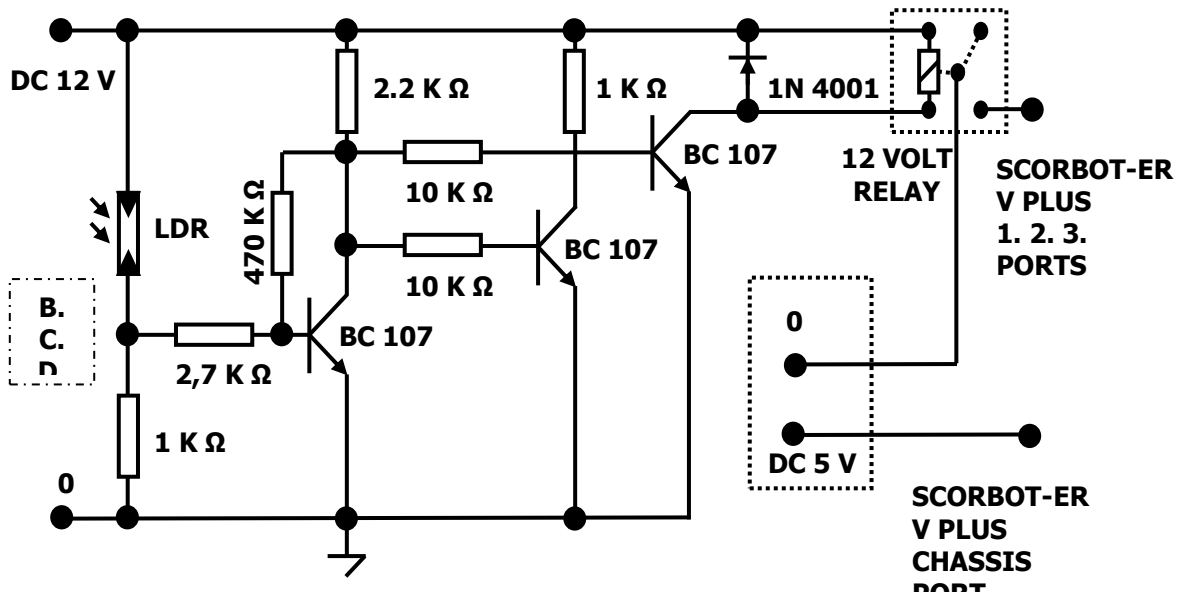 DC 12 V
2.2 K Ω
1 K Ω
1N 4001
BC 107
12 VOLT
RELAY
SCORBOT-ER
V PLUS
1. 2. 3.
PORTS
10 K Ω
470 K Ω
LDR
BC 107
10 K Ω
B.
C.
D
BC 107
2,7 K Ω
1 K Ω
0
0
DC 5 V
SCORBOT-ER
V PLUS
CHASSIS
PORT